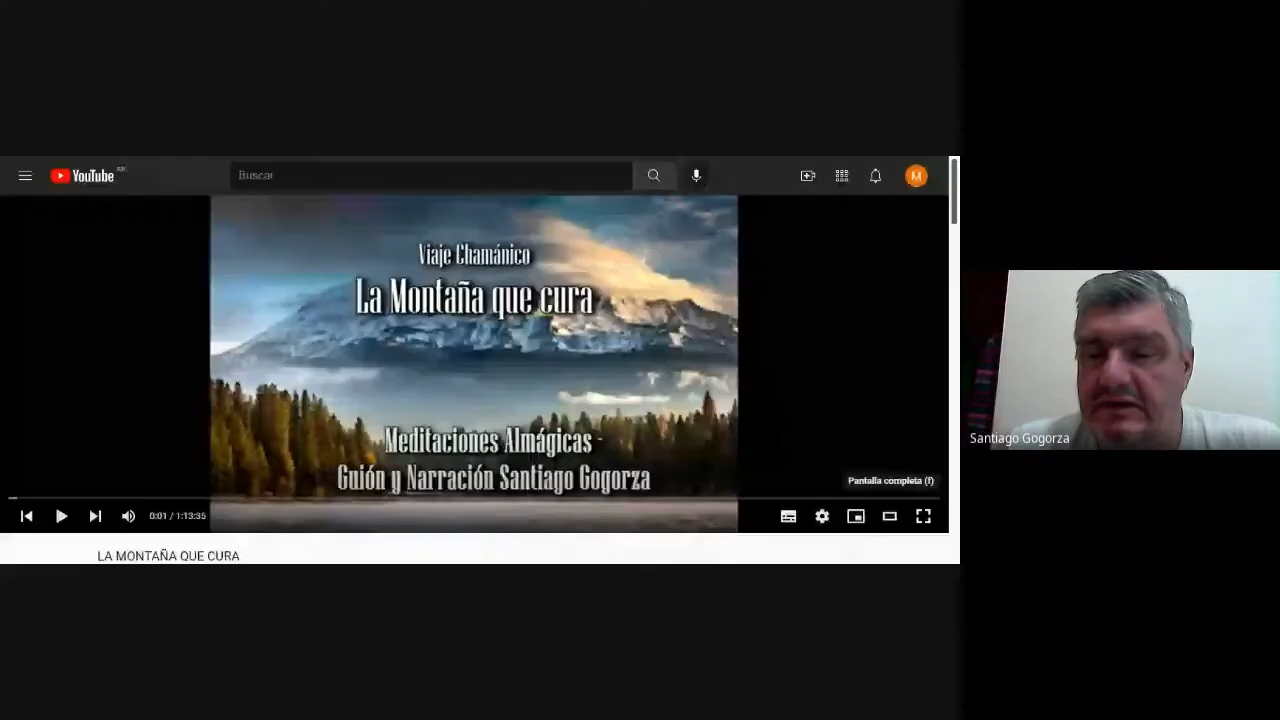 YouTube
Buscar
M
Viaje Chamánico
La Montaña que cura
Meditaciones Almágicas -
Guión y Narración Santiago Gogorza
Pantalla completa (f)
0:01 / 1:13:35
LA MONTAÑA QUE CURA
Santiago Gogorza